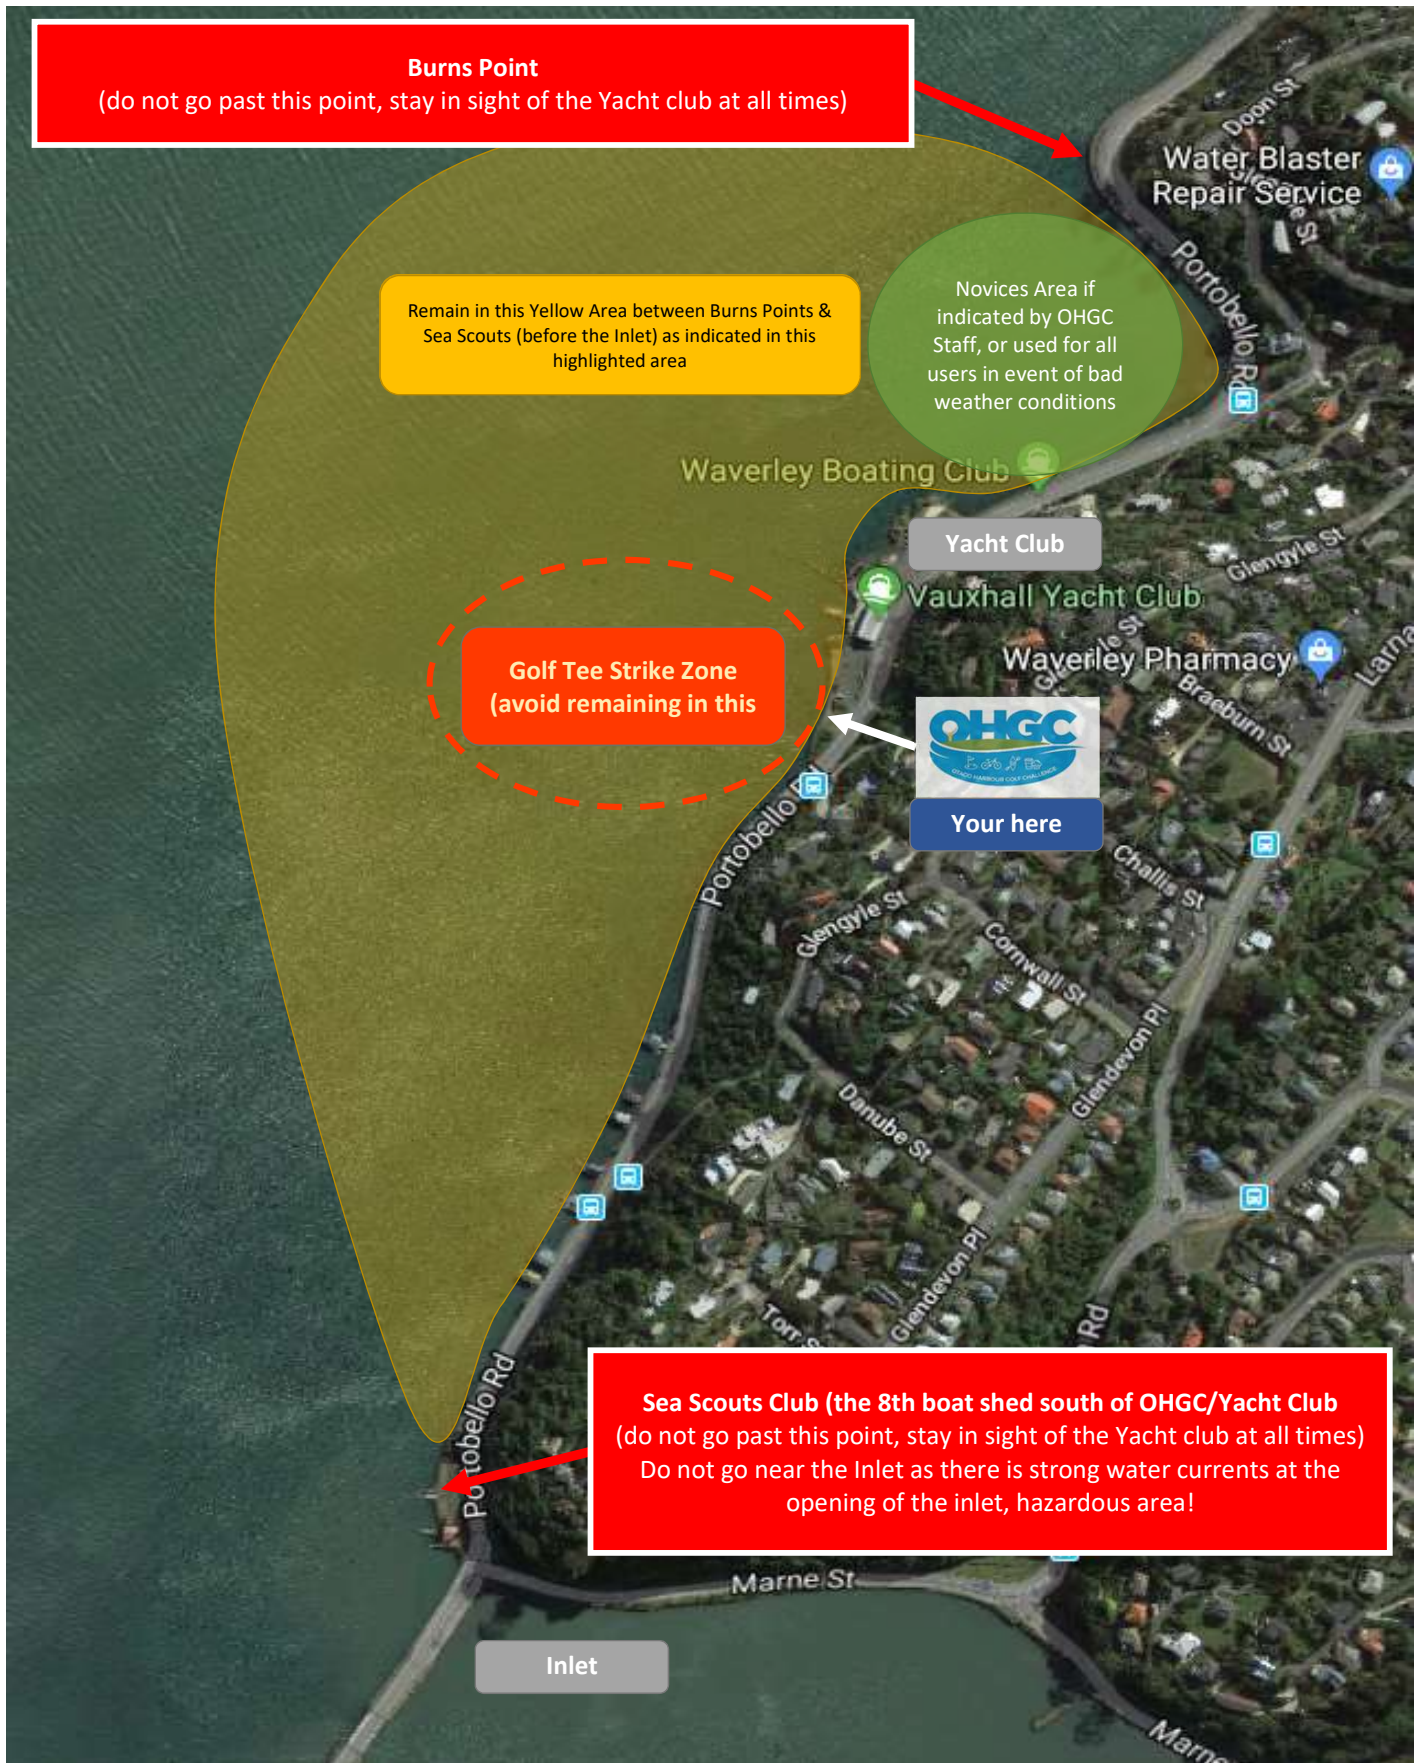 Burns Point
(do not go past this point, stay in sight of the Yacht club at all times)
Doon St
Water Blaster
Repair Service
Portobello Rd
Remain in this Yellow Area between Burns Points &
Sea Scouts (before the Inlet) as indicated in this
highlighted area
Novices Area if
indicated by OHGC
Staff, or used for all
users in event of bad
weather conditions
Waverley Boating Club
Yacht Club
Glengyle St
Vauxhall Yacht Club
Waverley Pharmacy
Larna
Braeburn St
Golf Tee Strike Zone
(avoid remaining in this
OHGC
OTAGO HARBOUR GOLF CHALLENGE
Your here
Portobello
Challis St
Glengyle St
Cornwall St
Glendevon Pl
Danube St
Glendevon Pl
Torr S
Rd
Portobello Rd
Sea Scouts Club (the 8th boat shed south of OHGC/Yacht Club
(do not go past this point, stay in sight of the Yacht club at all times)
Do not go near the Inlet as there is strong water currents at the
opening of the inlet, hazardous area!
Portobello Rd
Marne St
Inlet
Marne